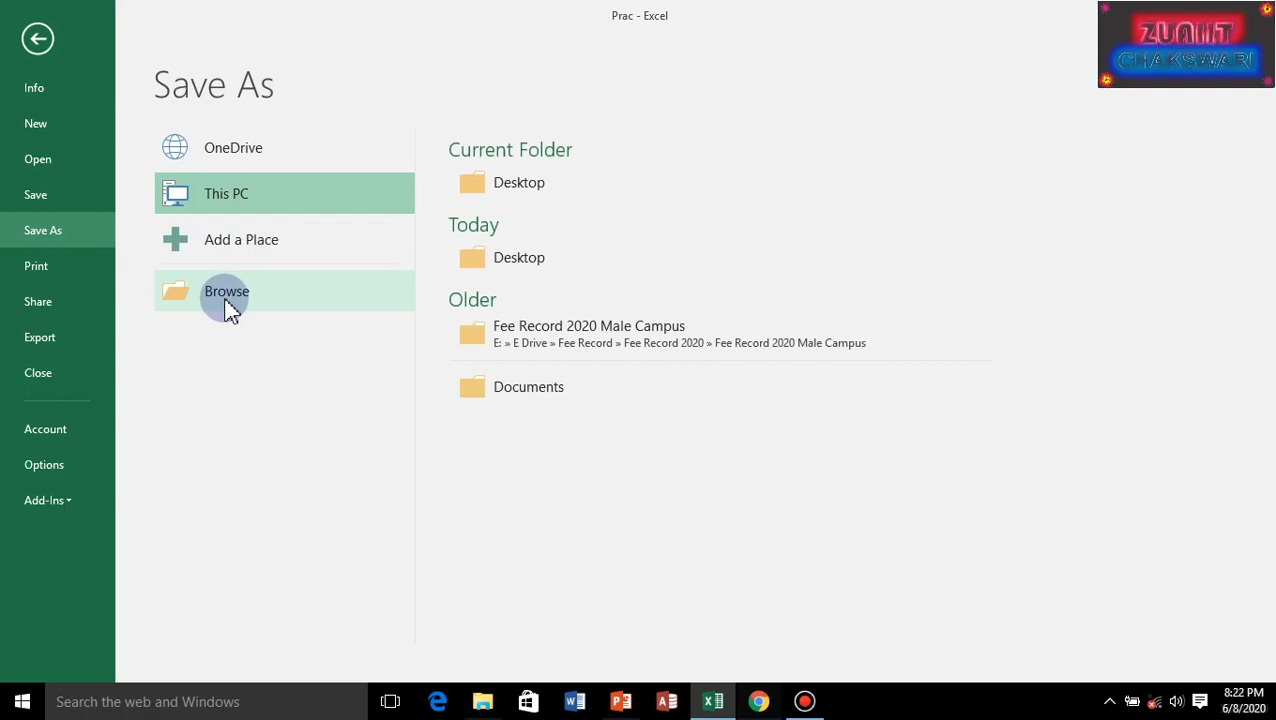 Prac - Excel
ZUAIIT
CHAKSWARI
Info
New
Open
Save
Save As
Print
Share
Export
Close
Account
Options
Add-Ins
Save As
OneDrive
This PC
Add a Place
Browse
Current Folder
Desktop
Today
Desktop
Older
Fee Record 2020 Male Campus
E: » E Drive » Fee Record » Fee Record 2020 » Fee Record 2020 Male Campus
Documents
Search the web and Windows
8:22 PM
6/8/2020